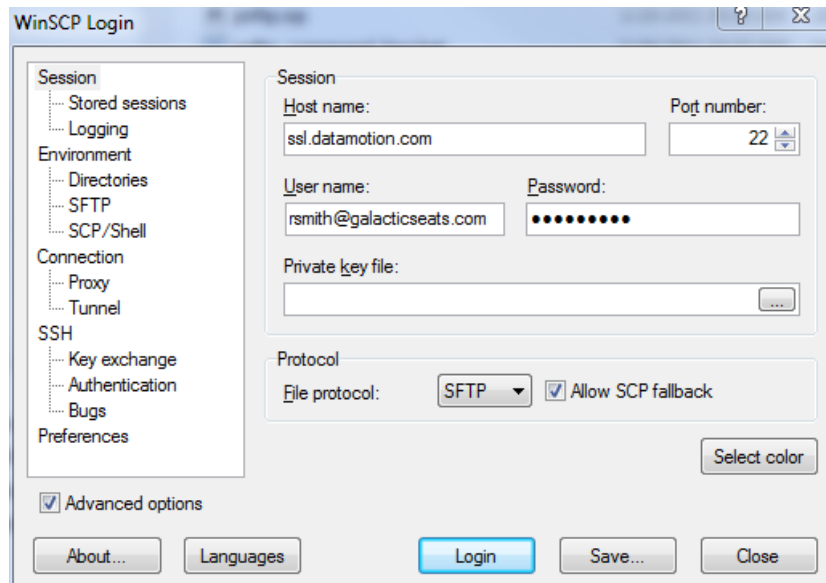 WinSCP Login
?
Session
Stored sessions
Logging
Environment
Directories
SFTP
SCP/Shell
Connection
Proxy
Tunnel
SSH
Key exchange
Authentication
Bugs
Preferences
Session
Host name:
Port number:
ssl.datamotion.com
22
User name:
Password:
rsmith@galacticseats.com
•••••••••
Private key file:
...
Protocol
File protocol:
SFTP
Allow SCP fallback
Select color
Advanced options
About...
Languages
Login
Save...
Close